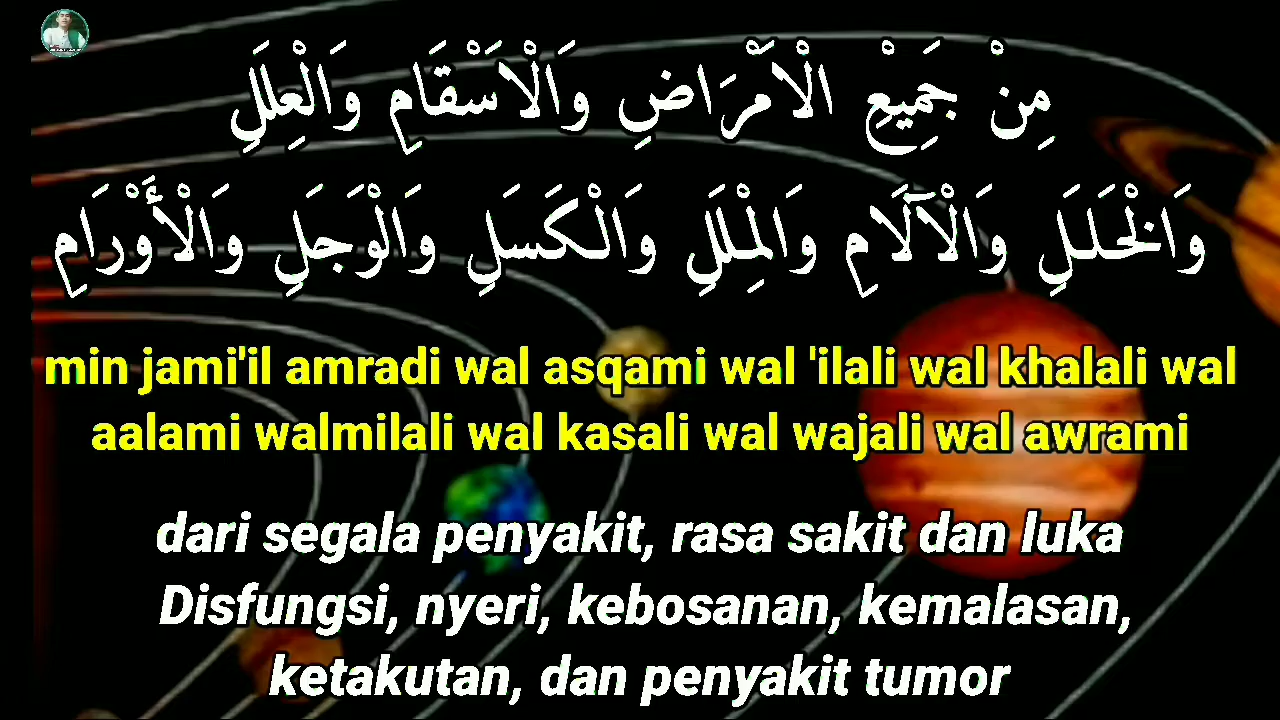 مِنْ جَمِيْعِ الْاَمْرَاضِ وَالْاَسْقَامِ وَالْعِلَلِ
وَالْخَلَلِ وَالْآلَامِ وَالْمِلَلِ وَالْكَسَلِ وَالْوَجَلِ وَالْأَوْرَامِ
min jami'il amradi wal asqami wal 'ilali wal khalali wal
aalami walmilali wal kasali wal wajali wal awrami
dari segala penyakit, rasa sakit dan luka
Disfungsi, nyeri, kebosanan, kemalasan,
ketakutan, dan penyakit tumor